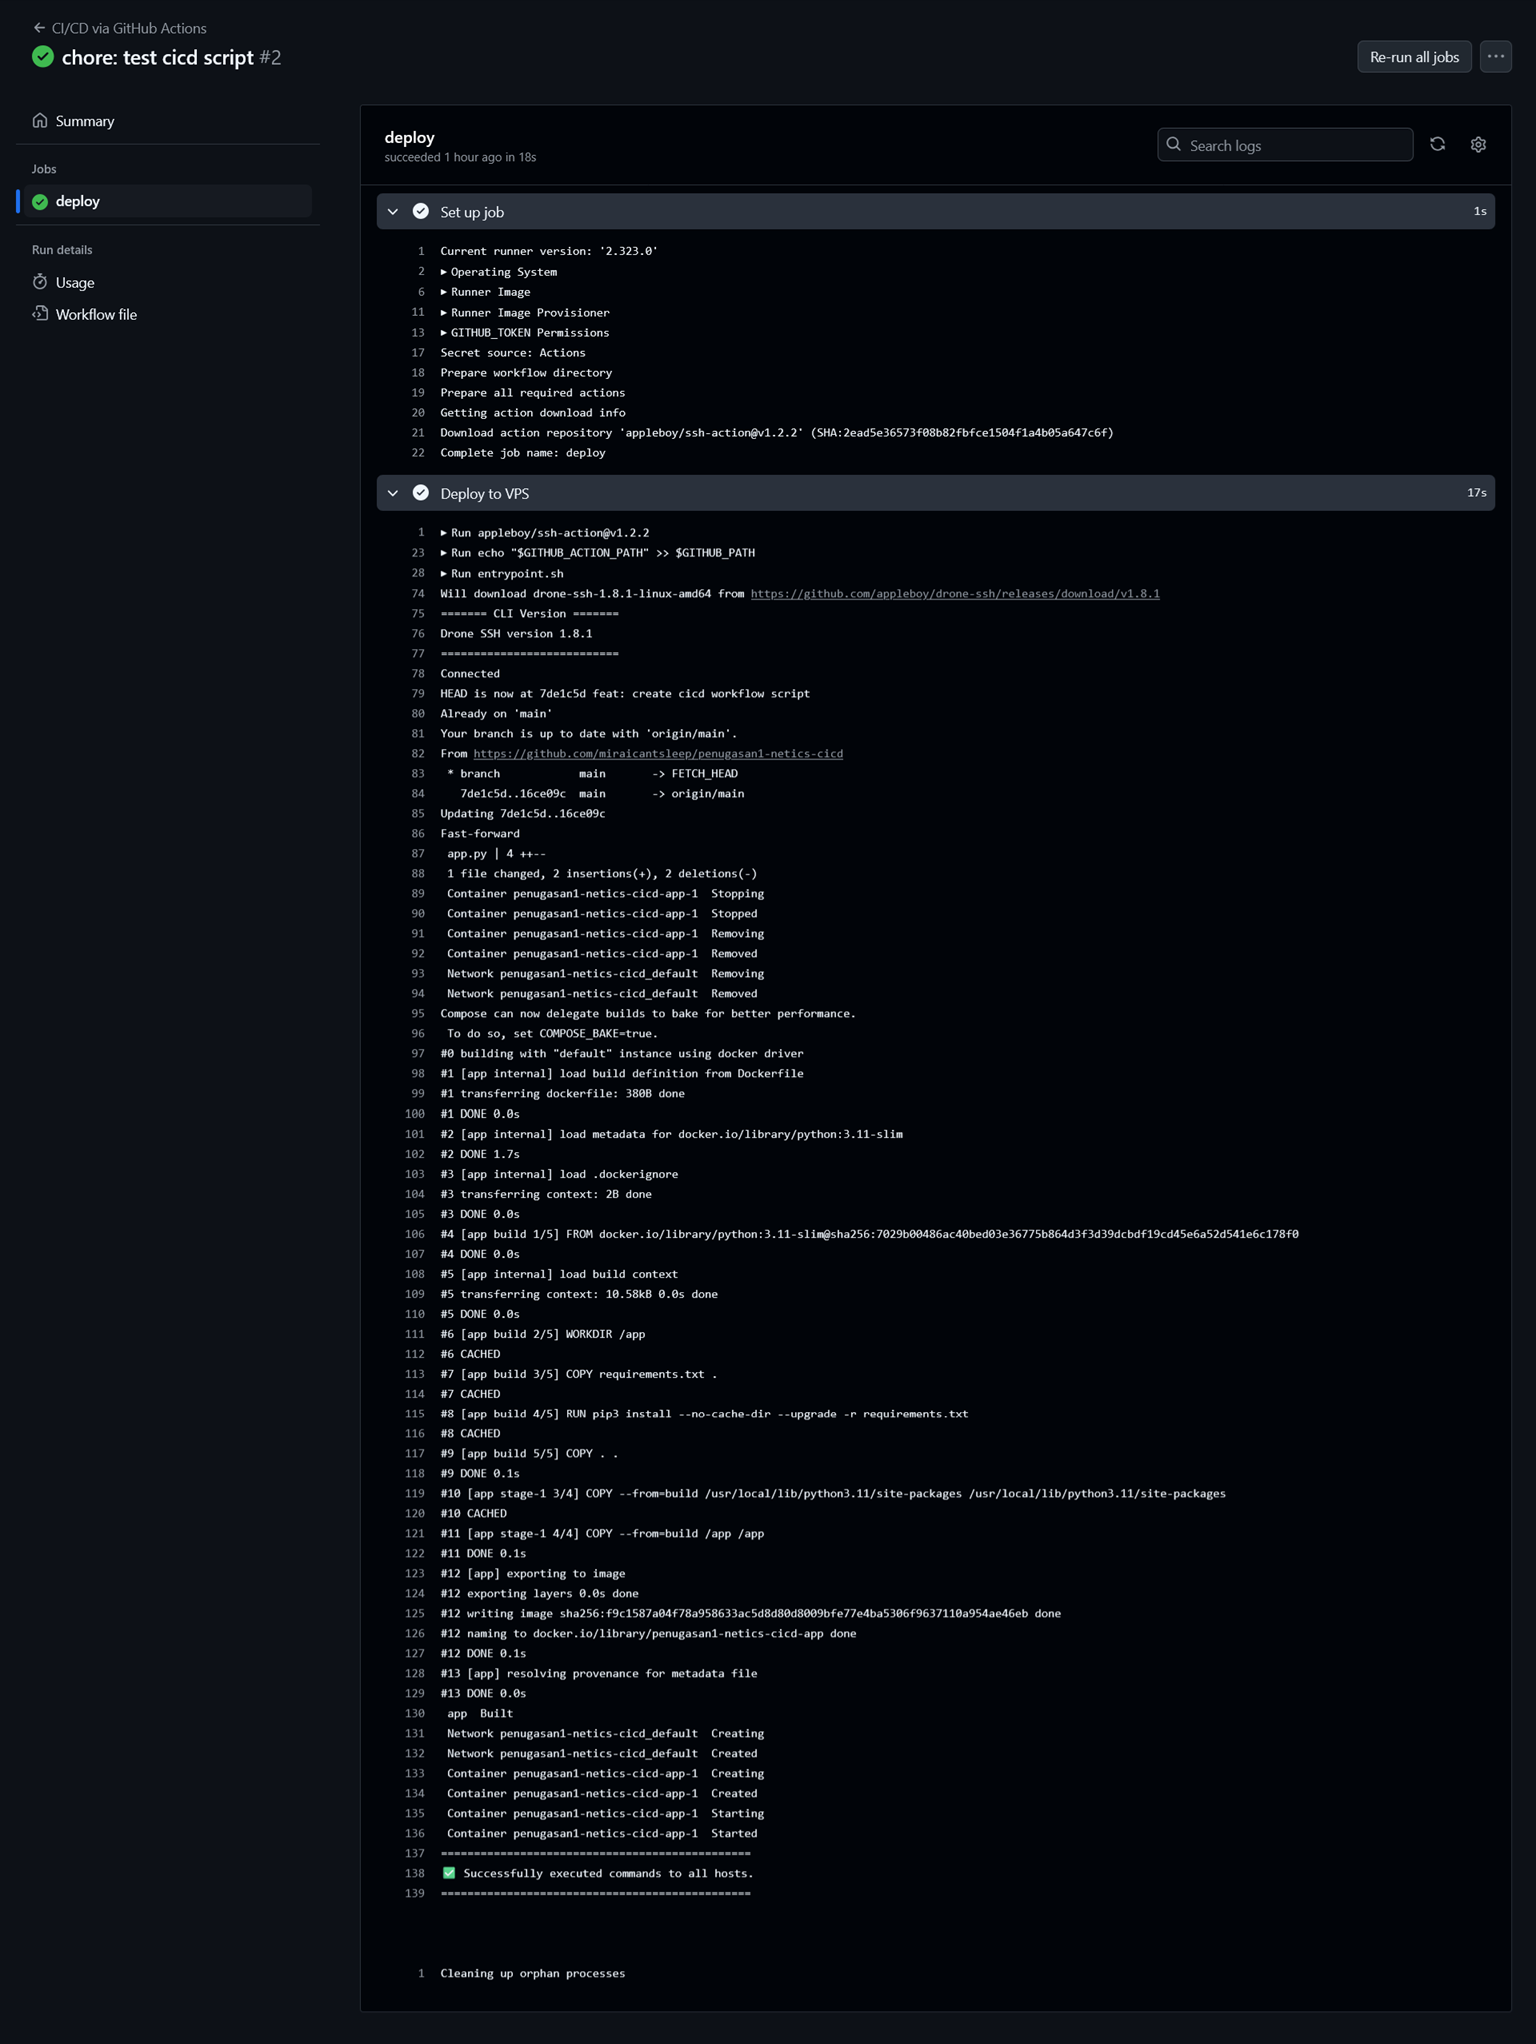 CI/CD via GitHub Actions
chore: test cicd script #2
Re-run all jobs
Summary
Jobs
deploy
Run details
Usage
Workflow file
deploy
succeeded 1 hour ago in 18s
Search logs
Set up job 1s
1 Current runner version: '2.323.0'
2 ▶ Operating System
6 ▶ Runner Image
11 ▶ Runner Image Provisioner
13 ▶ GITHUB_TOKEN Permissions
17 Secret source: Actions
18 Prepare workflow directory
19 Prepare all required actions
20 Getting action download info
21 Download action repository 'appleboy/ssh-action@v1.2.2' (SHA:2ead5e36573f08b82fbfce1504f1a4b05a647c6f)
22 Complete job name: deploy
Deploy to VPS 17s
1 ▶ Run appleboy/ssh-action@v1.2.2
23 ▶ Run echo "$GITHUB_ACTION_PATH" >> $GITHUB_PATH
28 ▶ Run entrypoint.sh
74 Will download drone-ssh-1.8.1-linux-amd64 from https://github.com/appleboy/drone-ssh/releases/download/v1.8.1
75 ======= CLI Version =======
76 Drone SSH version 1.8.1
77 ===========================
78 Connected
79 HEAD is now at 7de1c5d feat: create cicd workflow script
80 Already on 'main'
81 Your branch is up to date with 'origin/main'.
82 From https://github.com/miraicantsleep/penugasan1-netics-cicd
83 * branch main -> FETCH_HEAD
84 7de1c5d..16ce09c main -> origin/main
85 Updating 7de1c5d..16ce09c
86 Fast-forward
87 app.py | 4 ++--
88 1 file changed, 2 insertions(+), 2 deletions(-)
89 Container penugasan1-netics-cicd-app-1 Stopping
90 Container penugasan1-netics-cicd-app-1 Stopped
91 Container penugasan1-netics-cicd-app-1 Removing
92 Container penugasan1-netics-cicd-app-1 Removed
93 Network penugasan1-netics-cicd_default Removing
94 Network penugasan1-netics-cicd_default Removed
95 Compose can now delegate builds to bake for better performance.
96 To do so, set COMPOSE_BAKE=true.
97 #0 building with "default" instance using docker driver
98 #1 [app internal] load build definition from Dockerfile
99 #1 transferring dockerfile: 380B done
100 #1 DONE 0.0s
101 #2 [app internal] load metadata for docker.io/library/python:3.11-slim
102 #2 DONE 1.7s
103 #3 [app internal] load .dockerignore
104 #3 transferring context: 2B done
105 #3 DONE 0.0s
106 #4 [app build 1/5] FROM docker.io/library/python:3.11-slim@sha256:7029b00486ac40bed03e36775b864d3f3d39dcbdf19cd45e6a52d541e6c178f0
107 #4 DONE 0.0s
108 #5 [app internal] load build context
109 #5 transferring context: 10.58kB 0.0s done
110 #5 DONE 0.0s
111 #6 [app build 2/5] WORKDIR /app
112 #6 CACHED
113 #7 [app build 3/5] COPY requirements.txt .
114 #7 CACHED
115 #8 [app build 4/5] RUN pip3 install --no-cache-dir --upgrade -r requirements.txt
116 #8 CACHED
117 #9 [app build 5/5] COPY . .
118 #9 DONE 0.1s
119 #10 [app stage-1 3/4] COPY --from=build /usr/local/lib/python3.11/site-packages /usr/local/lib/python3.11/site-packages
120 #10 CACHED
121 #11 [app stage-1 4/4] COPY --from=build /app /app
122 #11 DONE 0.1s
123 #12 [app] exporting to image
124 #12 exporting layers 0.0s done
125 #12 writing image sha256:f9c1587a04f78a958633ac5d8d80d8009bfe77e4ba5306f9637110a954ae46eb done
126 #12 naming to docker.io/library/penugasan1-netics-cicd-app done
127 #12 DONE 0.1s
128 #13 [app] resolving provenance for metadata file
129 #13 DONE 0.0s
130 app Built
131 Network penugasan1-netics-cicd_default Creating
132 Network penugasan1-netics-cicd_default Created
133 Container penugasan1-netics-cicd-app-1 Creating
134 Container penugasan1-netics-cicd-app-1 Created
135 Container penugasan1-netics-cicd-app-1 Starting
136 Container penugasan1-netics-cicd-app-1 Started
137 ===============================================
138 ✅ Successfully executed commands to all hosts.
139 ===============================================
1 Cleaning up orphan processes